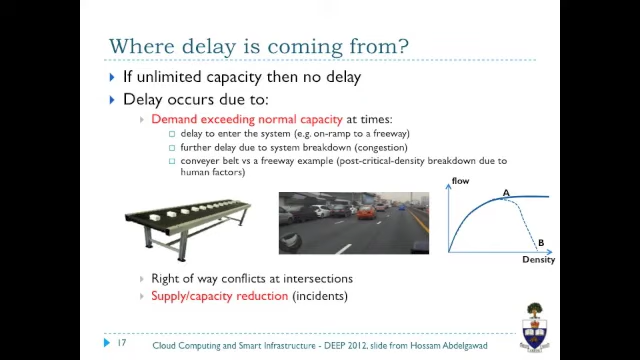 Where delay is coming from?
If unlimited capacity then no delay
Delay occurs due to:
Demand exceeding normal capacity at times:
delay to enter the system (e.g. on-ramp to a freeway)
further delay due to system breakdown (congestion)
conveyer belt vs a freeway example (post-critical-density breakdown due to
human factors)
flow
A
B
Density
Right of way conflicts at intersections
Supply/capacity reduction (incidents)
17
Cloud Computing and Smart Infrastructure - DEEP 2012, slide from Hossam Abdelgawad